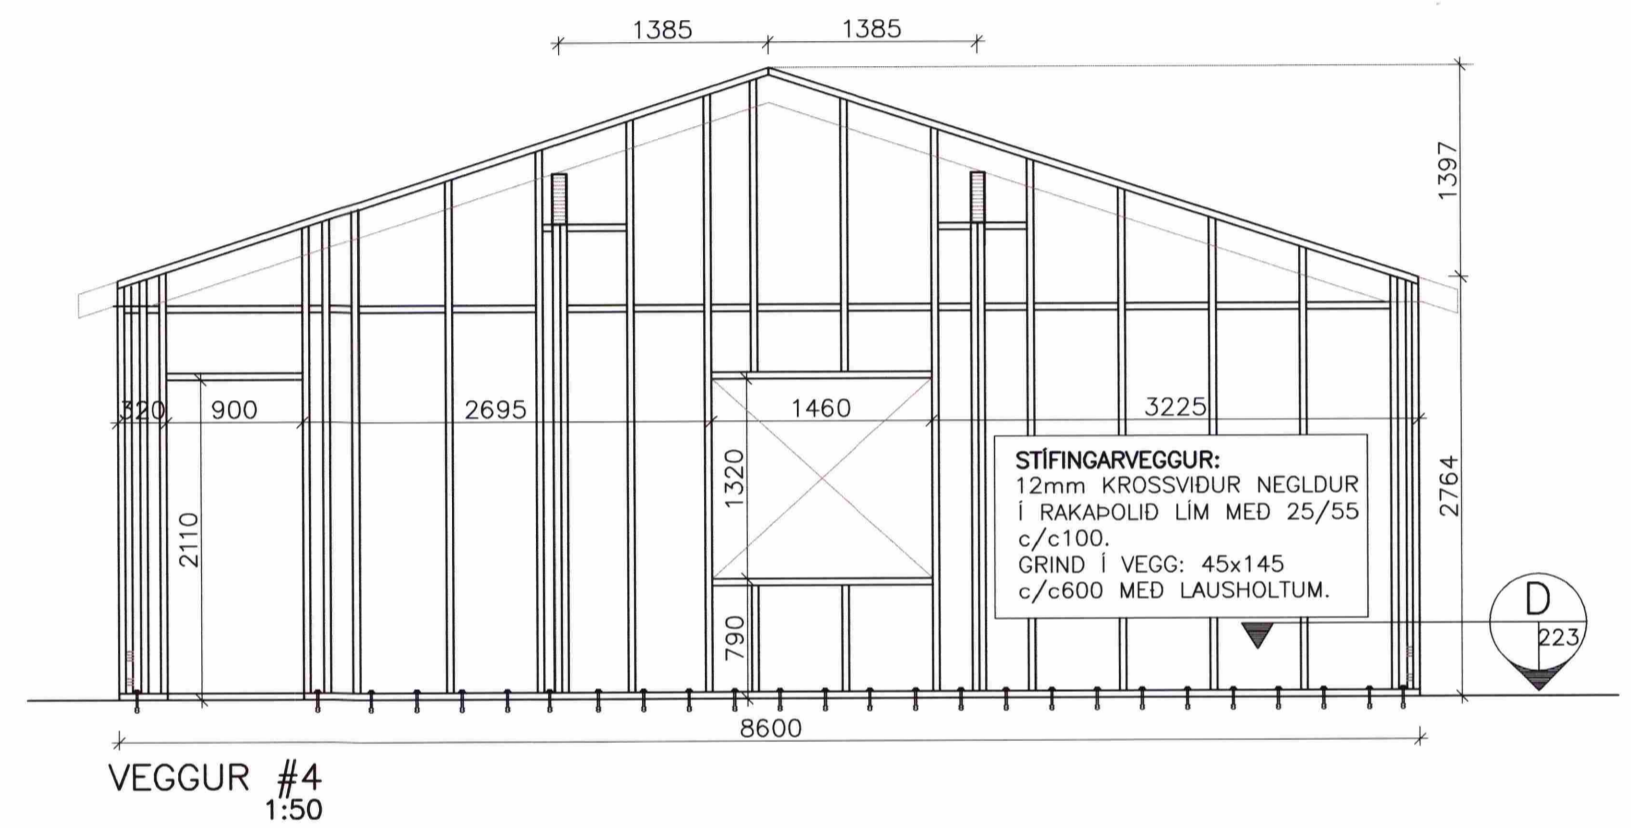 1385
1385
1397
320
900
2695
1460
3225
1320
2110
790
2764
STÍFINGARVEGGUR:
12mm KROSSVIÐUR NEGLDUR
Í RAKAÞOLIÐ LÍM MEÐ 25/55
c/c100.
GRIND Í VEGG: 45x145
c/c600 MEÐ LAUSHOLTUM.
D
223
8600
VEGGUR #4
1:50